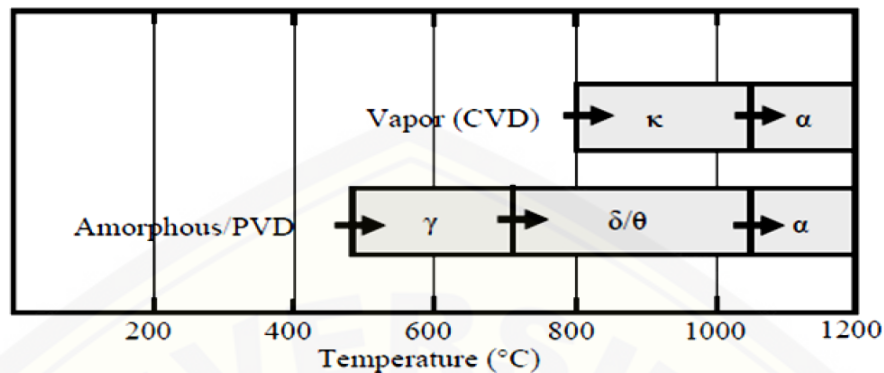 Vapor (CVD) κ α
Amorphous/PVD γ δ/θ α
200 400 600 800 1000 1200
Temperature (°C)